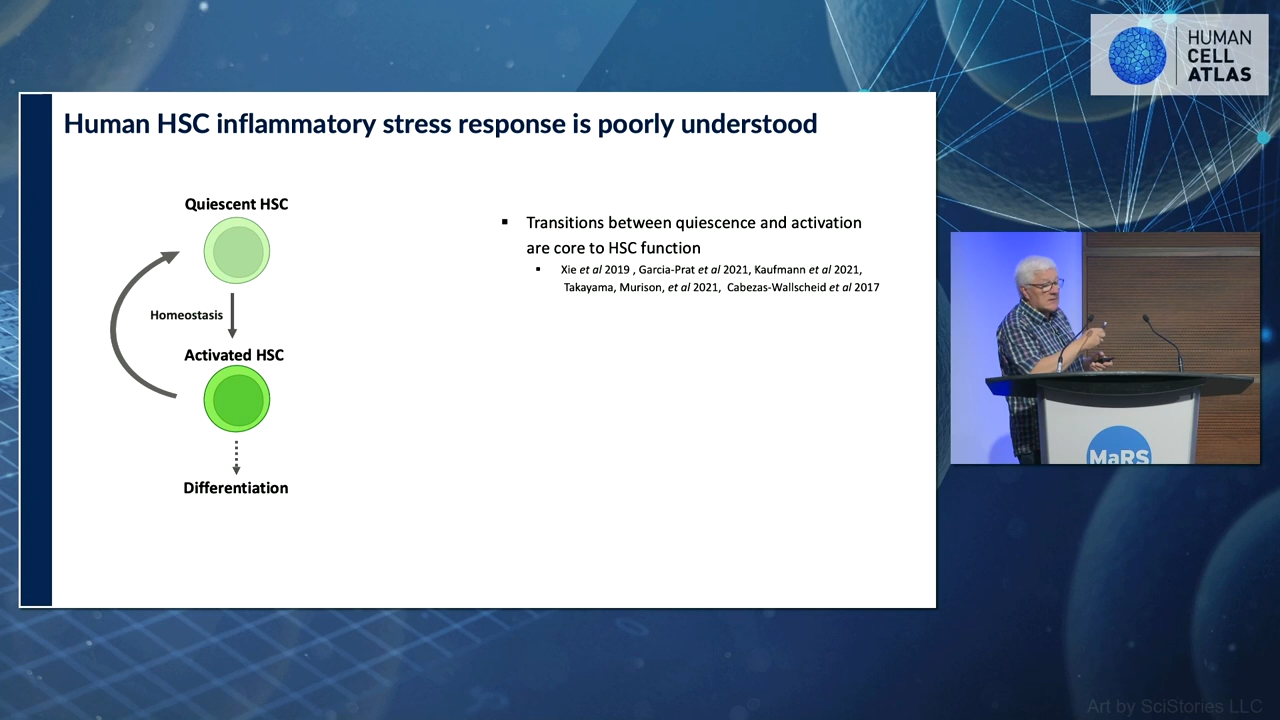 HUMAN
CELL
ATLAS
Human HSC inflammatory stress response is poorly understood
Quiescent HSC
Homeostasis
Activated HSC
Differentiation
▪ Transitions between quiescence and activation
are core to HSC function
▪ Xie et al 2019 , Garcia-Prat et al 2021, Kaufmann et al 2021,
Takayama, Murison, et al 2021, Cabezas-Wallscheid et al 2017
MaRS
Art by SciStories LLC